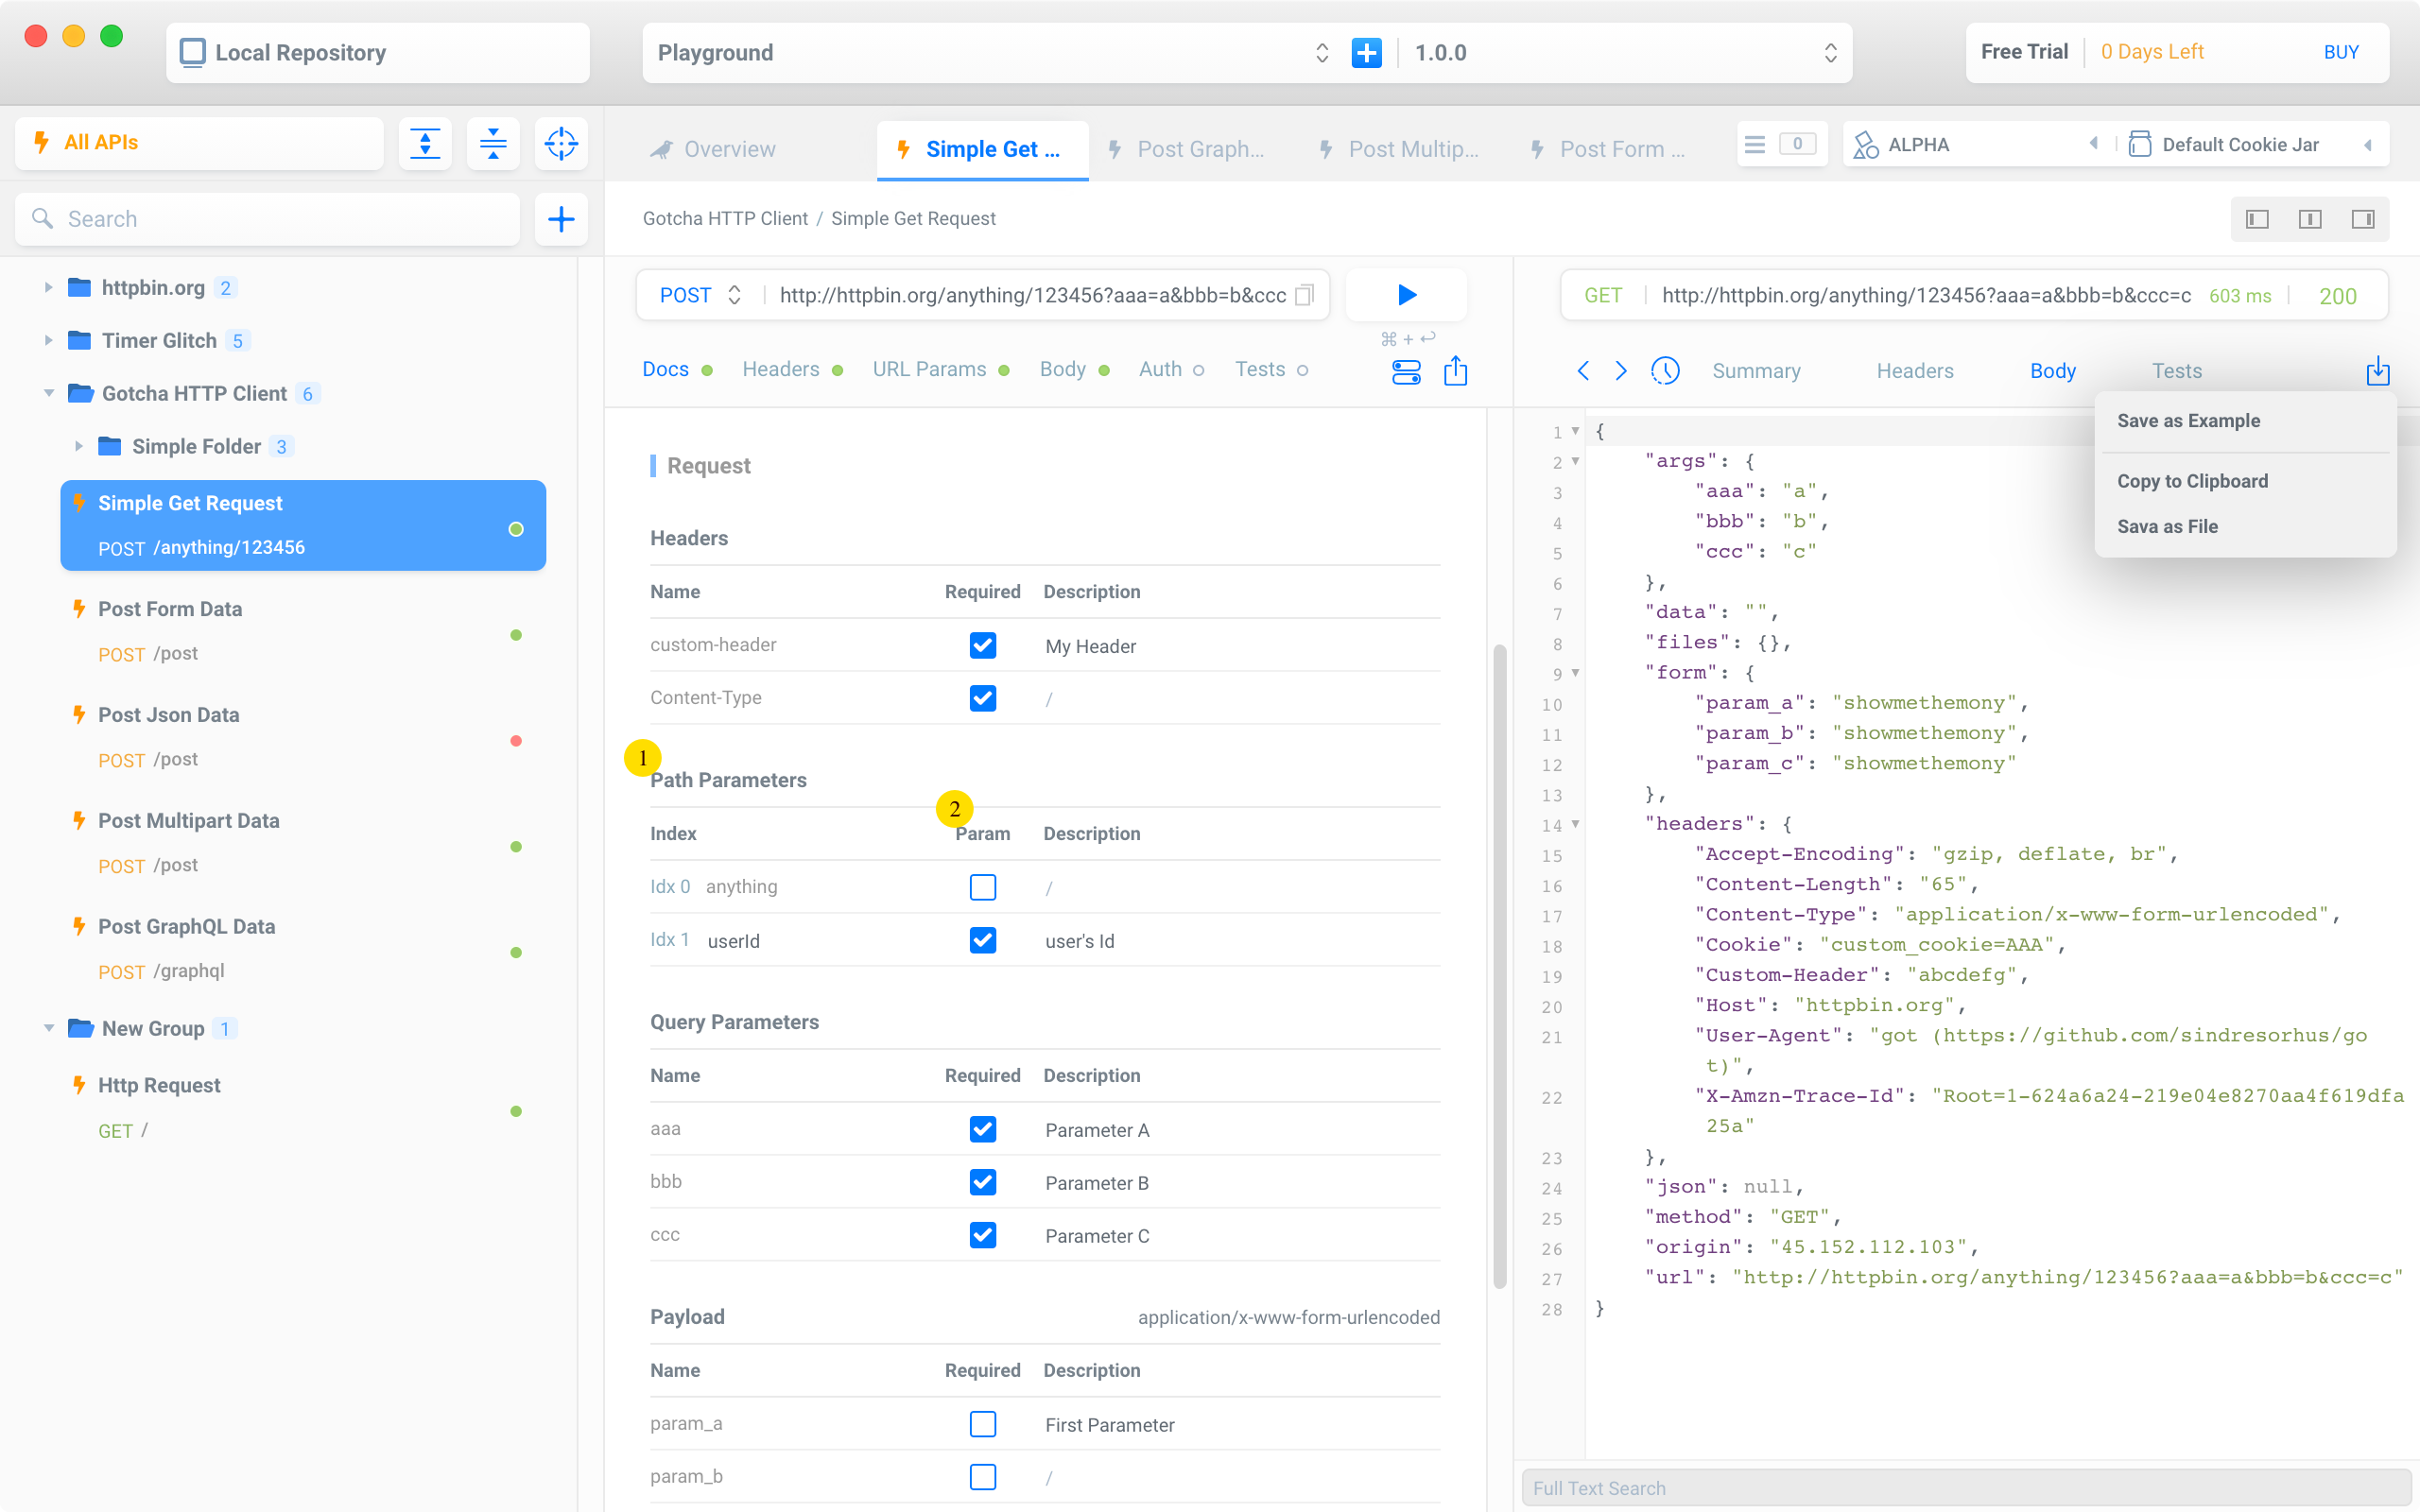 Local Repository
Playground
1.0.0
Free Trial
0 Days Left
BUY
All APIs
Overview
Simple Get ...
Post Graph...
Post Multip...
Post Form ...
0
ALPHA
Default Cookie Jar
Search
Gotcha HTTP Client / Simple Get Request
httpbin.org 2
Timer Glitch 5
Gotcha HTTP Client 6
Simple Folder 3
Simple Get Request
POST /anything/123456
Post Form Data
POST /post
Post Json Data
POST /post
Post Multipart Data
POST /post
Post GraphQL Data
POST /graphql
New Group 1
Http Request
GET /
POST http://httpbin.org/anything/123456?aaa=a&bbb=b&ccc
⌘ + ↩
Docs Headers URL Params Body Auth Tests
Request
Headers
Name Required Description
custom-header My Header
Content-Type /
1
Path Parameters
2
Index Param Description
Idx 0 anything /
Idx 1 userId user's Id
Query Parameters
Name Required Description
aaa Parameter A
bbb Parameter B
ccc Parameter C
Payload application/x-www-form-urlencoded
Name Required Description
param_a First Parameter
param_b /
GET http://httpbin.org/anything/123456?aaa=a&bbb=b&ccc=c 603 ms 200
Summary Headers Body Tests
Save as Example
Copy to Clipboard
Sava as File
1 {
2 "args": {
3 "aaa": "a",
4 "bbb": "b",
5 "ccc": "c"
6 },
7 "data": "",
8 "files": {},
9 "form": {
10 "param_a": "showmethemony",
11 "param_b": "showmethemony",
12 "param_c": "showmethemony"
13 },
14 "headers": {
15 "Accept-Encoding": "gzip, deflate, br",
16 "Content-Length": "65",
17 "Content-Type": "application/x-www-form-urlencoded",
18 "Cookie": "custom_cookie=AAA",
19 "Custom-Header": "abcdefg",
20 "Host": "httpbin.org",
21 "User-Agent": "got (https://github.com/sindresorhus/go
t)",
22 "X-Amzn-Trace-Id": "Root=1-624a6a24-219e04e8270aa4f619dfa
25a"
23 },
24 "json": null,
25 "method": "GET",
26 "origin": "45.152.112.103",
27 "url": "http://httpbin.org/anything/123456?aaa=a&bbb=b&ccc=c"
28 }
Full Text Search